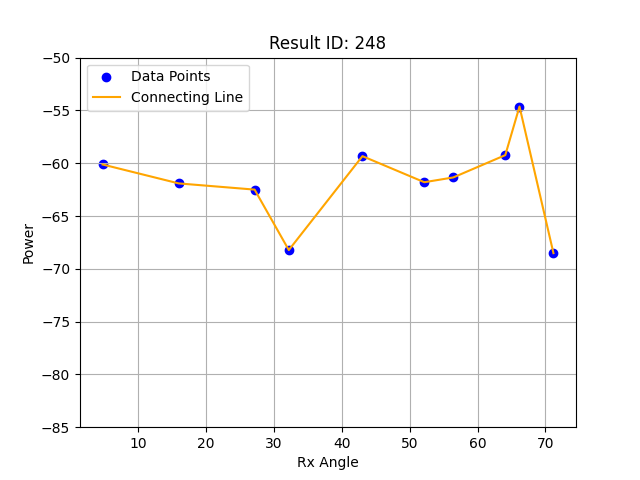 Result ID: 248
Data Points
Connecting Line
Power
−50
−55
−60
−65
−70
−75
−80
−85
10 20 30 40 50 60 70
Rx Angle